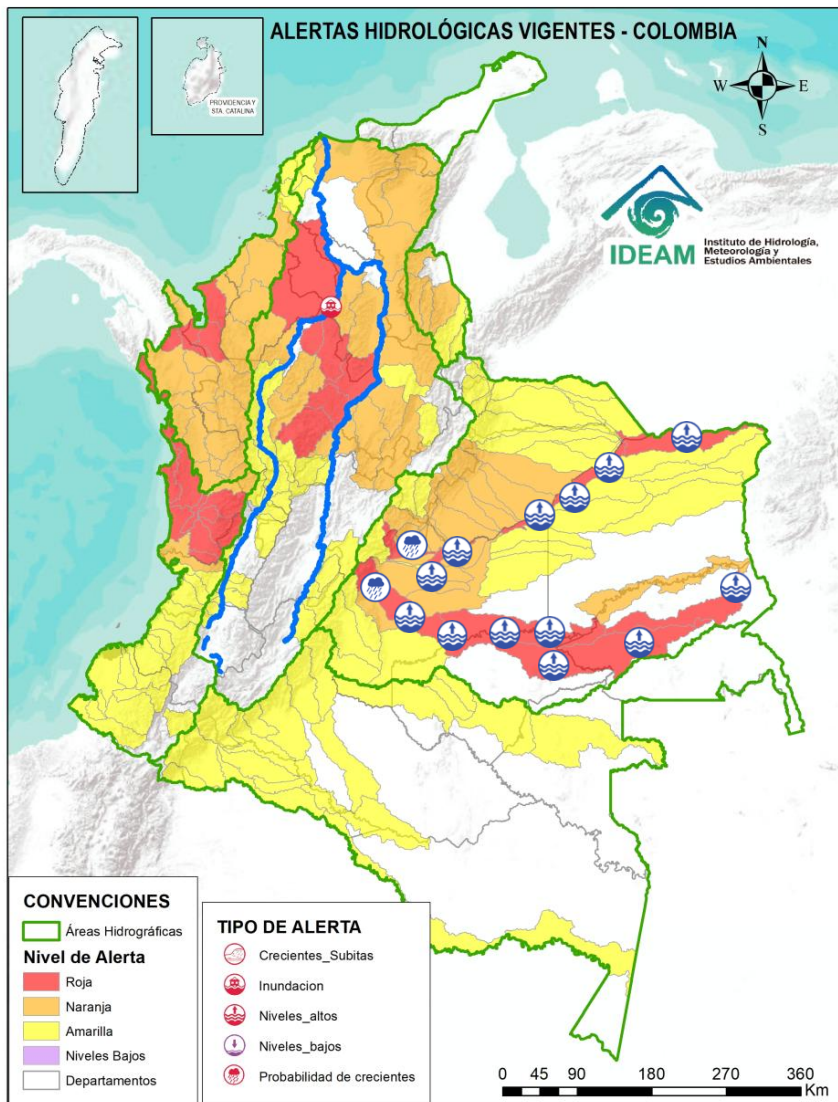 ALERTAS HIDROLÓGICAS VIGENTES - COLOMBIA
PROVIDENCIA Y
STA. CATALINA
N
W
E
S
IDEAM
Instituto de Hidrología,
Meteorología y
Estudios Ambientales
CONVENCIONES
Áreas Hidrográficas
Nivel de Alerta
Roja
Naranja
Amarilla
Niveles Bajos
Departamentos
TIPO DE ALERTA
Crecientes_Subitas
Inundacion
Niveles_altos
Niveles_bajos
Probabilidad de crecientes
0 45 90 180 270 360
Km